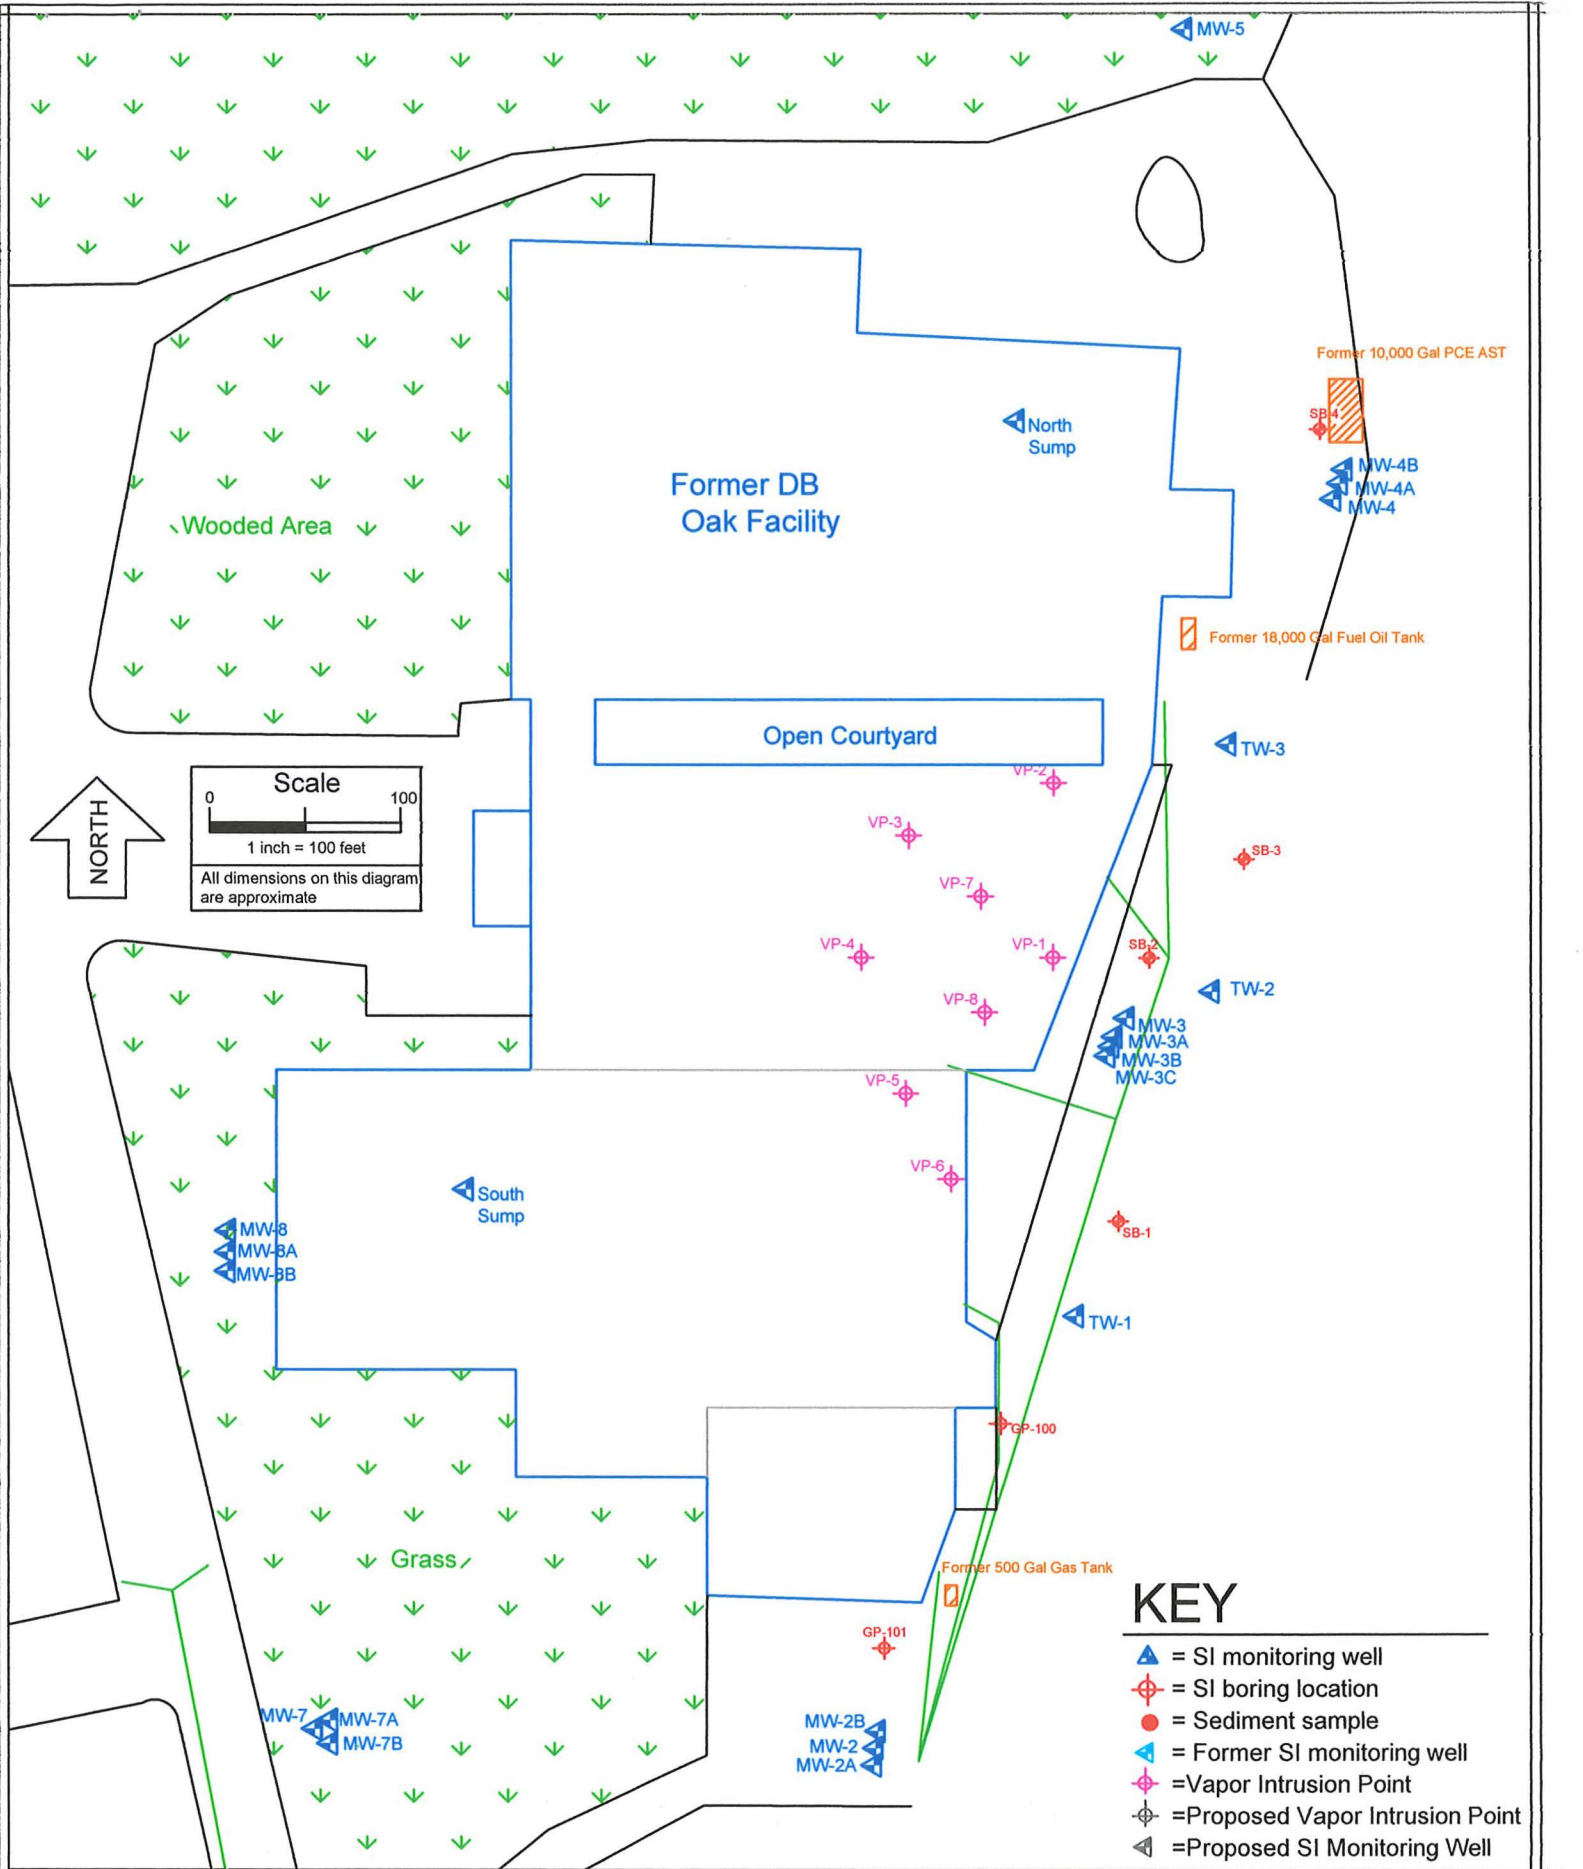 MW-5
Former 10,000 Gal PCE AST
SB-4
North
Sump
MW-4B
MW-4A
MW-4
Former DB
Oak Facility
Wooded Area
Former 18,000 Gal Fuel Oil Tank
Open Courtyard
TW-3
VP-2
Scale
0
100
1 inch = 100 feet
All dimensions on this diagram
are approximate
NORTH
VP-3
SB-3
VP-7
VP-4
VP-1
SB-2
TW-2
VP-8
MW-3
MW-3A
MW-3B
MW-3C
VP-5
VP-6
South
Sump
SB-1
MW-8
MW-8A
MW-8B
TW-1
GP-100
Grass
Former 500 Gal Gas Tank
GP-101
MW-7
MW-7A
MW-7B
MW-2B
MW-2
MW-2A
KEY
= SI monitoring well
= SI boring location
= Sediment sample
= Former SI monitoring well
=Vapor Intrusion Point
=Proposed Vapor Intrusion Point
=Proposed SI Monitoring Well